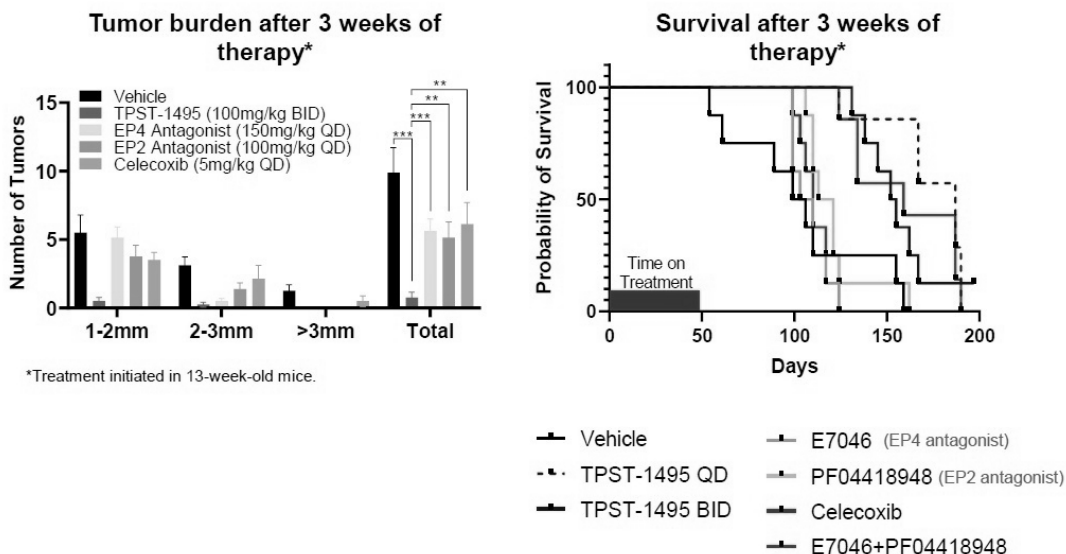 Tumor burden after 3 weeks of
therapy*
Vehicle
TPST-1495 (100mg/kg BID)
EP4 Antagonist (150mg/kg QD)
EP2 Antagonist (100mg/kg QD)
Celecoxib (5mg/kg QD)
**
**
***
***
Number of Tumors
15
10
5
0
1-2mm 2-3mm >3mm Total
*Treatment initiated in 13-week-old mice.
Survival after 3 weeks of
therapy*
Probability of Survival
100
50
0
Time on
Treatment
0 50 100 150 200
Days
Vehicle
TPST-1495 QD
TPST-1495 BID
E7046 (EP4 antagonist)
PF04418948 (EP2 antagonist)
Celecoxib
E7046+PF04418948